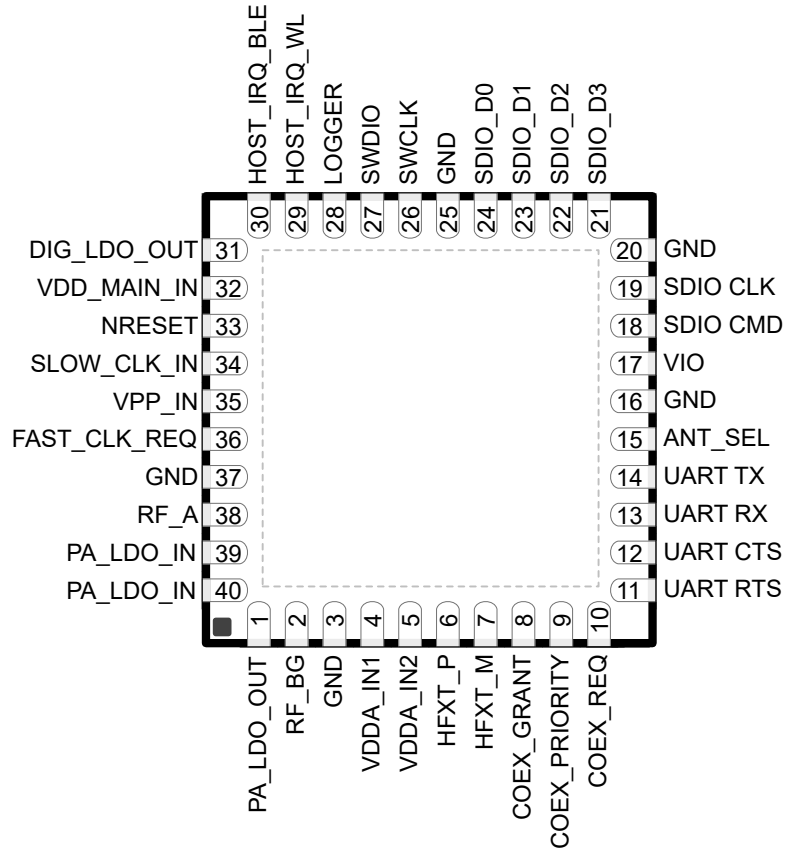 HOST_IRQ_BLE
HOST_IRQ_WL
LOGGER
SWDIO
SWCLK
GND
SDIO_D0
SDIO_D1
SDIO_D2
SDIO_D3
30
29
28
27
26
25
24
23
22
21
DIG_LDO_OUT 31
VDD_MAIN_IN 32
NRESET 33
SLOW_CLK_IN 34
VPP_IN 35
FAST_CLK_REQ 36
GND 37
RF_A 38
PA_LDO_IN 39
PA_LDO_IN 40
20 GND
19 SDIO CLK
18 SDIO CMD
17 VIO
16 GND
15 ANT_SEL
14 UART TX
13 UART RX
12 UART CTS
11 UART RTS
1
2
3
4
5
6
7
8
9
10
PA_LDO_OUT
RF_BG
GND
VDDA_IN1
VDDA_IN2
HFXT_P
HFXT_M
COEX_GRANT
COEX_PRIORITY
COEX_REQ